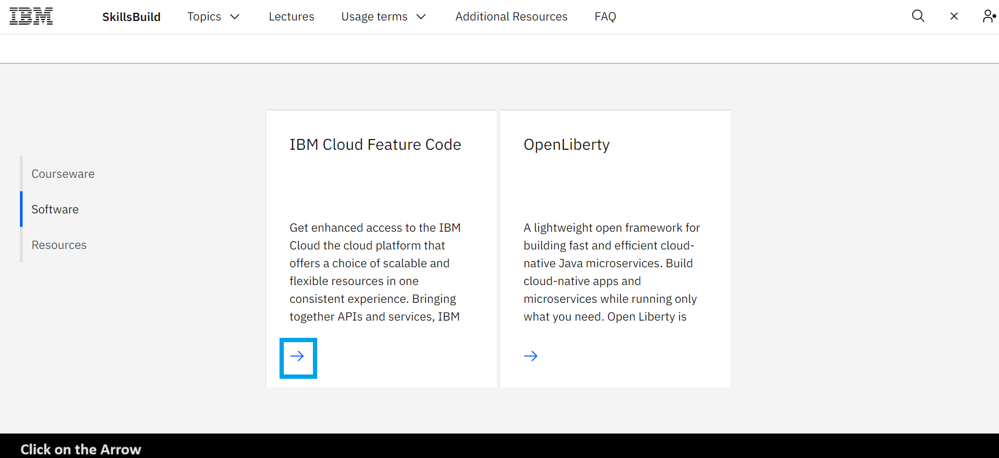 IBM SkillsBuild Topics Lectures Usage terms Additional Resources FAQ
Courseware
Software
Resources
IBM Cloud Feature Code
Get enhanced access to the IBM
Cloud the cloud platform that
offers a choice of scalable and
flexible resources in one
consistent experience. Bringing
together APIs and services, IBM
OpenLiberty
A lightweight open framework for
building fast and efficient cloud-
native Java microservices. Build
cloud-native apps and
microservices while running only
what you need. Open Liberty is
Click on the Arrow